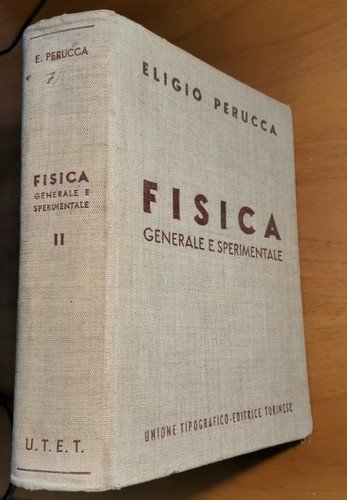 E. PERUCCA
FISICA
GENERALE E
SPERIMENTALE
II
U.T.E.T.
ELIGIO PERUCCA
FISICA
GENERALE E SPERIMENTALE
UNIONE TIPOGRAFICO-EDITRICE TORINESE